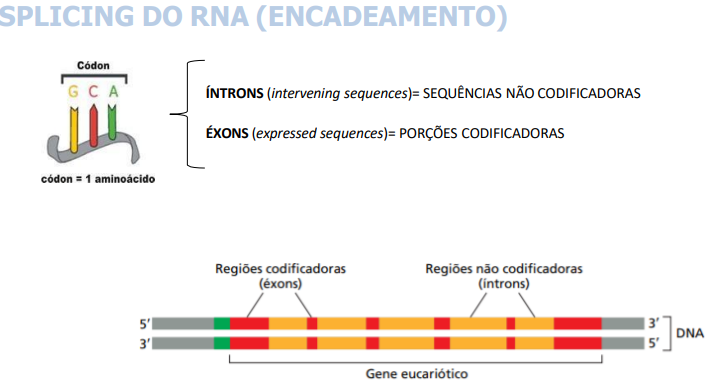 SPLICING DO RNA (ENCADEAMENTO)
Códon
G C A
códon = 1 aminoácido
ÍNTRONS (intervening sequences)= SEQUÊNCIAS NÃO CODIFICADORAS
ÉXONS (expressed sequences)= PORÇÕES CODIFICADORAS
Regiões codificadoras
(éxons)
Regiões não codificadoras
(íntrons)
5’ 3’
3’ 5’
DNA
Gene eucariótico